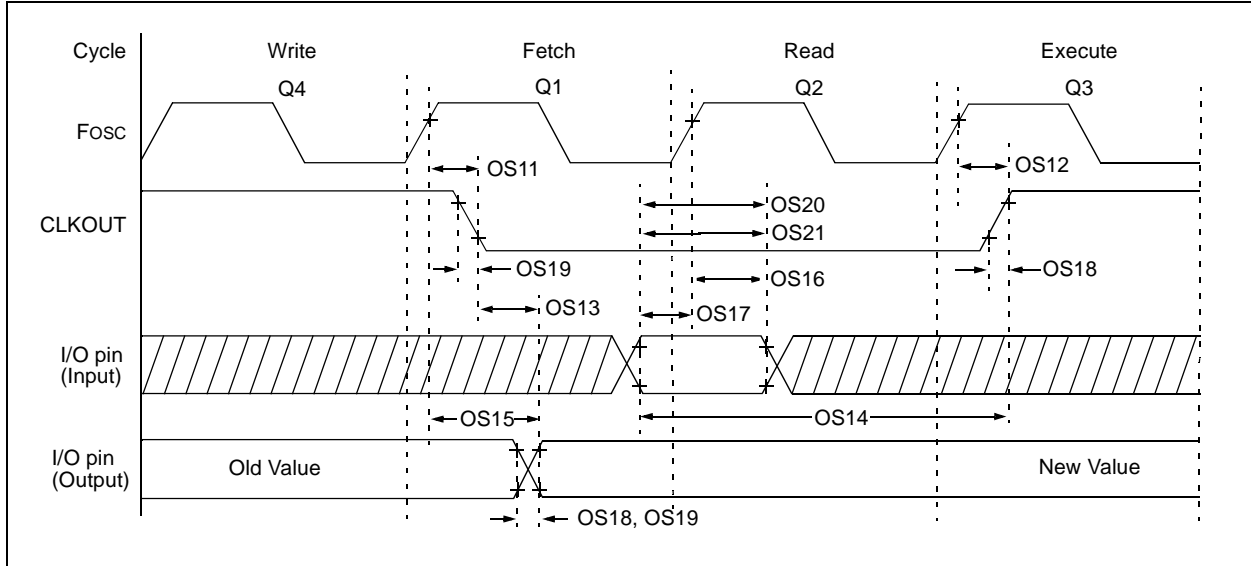 Cycle Write Fetch Read Execute
Q4 Q1 Q2 Q3
FOSC
OS11 OS12
OS20
CLKOUT
OS21
OS19 OS16 OS18
OS13 OS17
I/O pin
(Input)
OS15 OS14
I/O pin
(Output)
Old Value New Value
OS18, OS19